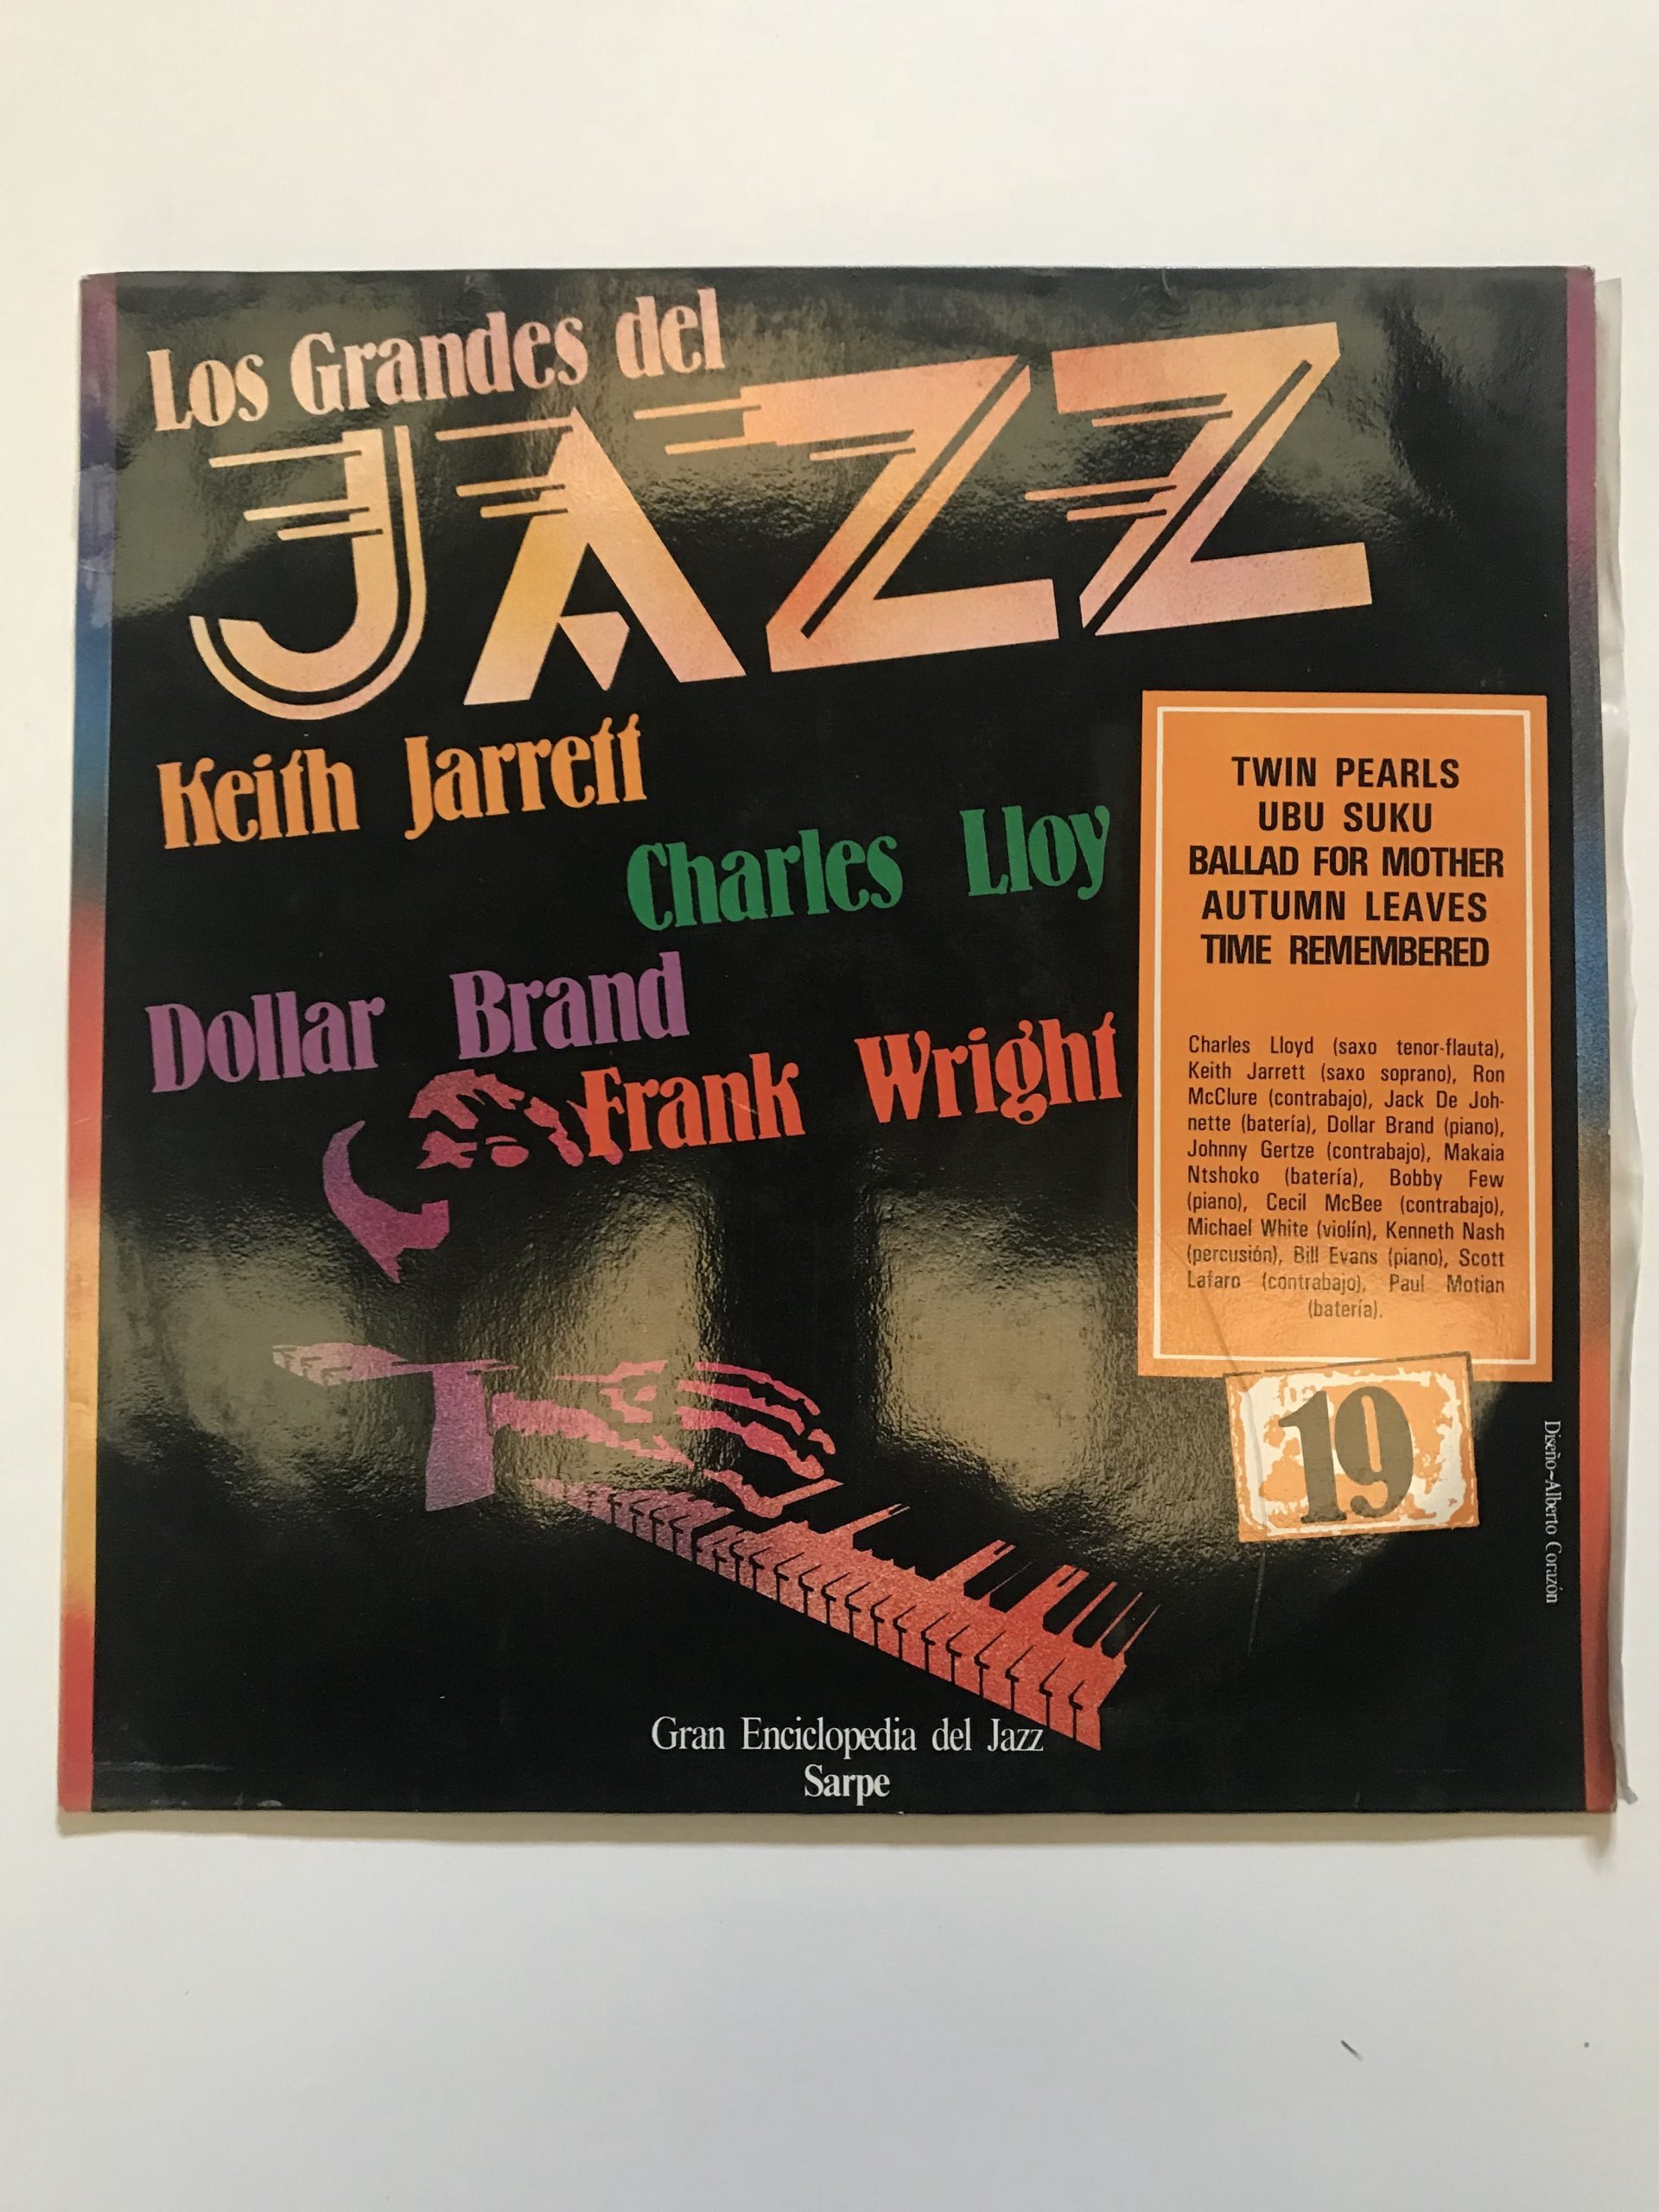 Los Grandes del
JAZZ
Keith Jarrett
Charles Lloy
Dollar Brand
Frank Wright
TWIN PEARLS
UBU SUKU
BALLAD FOR MOTHER
AUTUMN LEAVES
TIME REMEMBERED
Charles Lloyd (saxo tenor-flauta),
Keith Jarrett (saxo soprano), Ron
McClure (contrabajo), Jack De Joh-
nette (batería), Dollar Brand (piano),
Johnny Gertze (contrabajo), Makaia
Ntshoko (batería), Bobby Few
(piano), Cecil McBee (contrabajo),
Michael White (violín), Kenneth Nash
(percusión), Bill Evans (piano), Scott
Lafaro (contrabajo), Paul Motian
(batería).
19
Diseño~Alberto Corazón
Gran Enciclopedia del Jazz
Sarpe